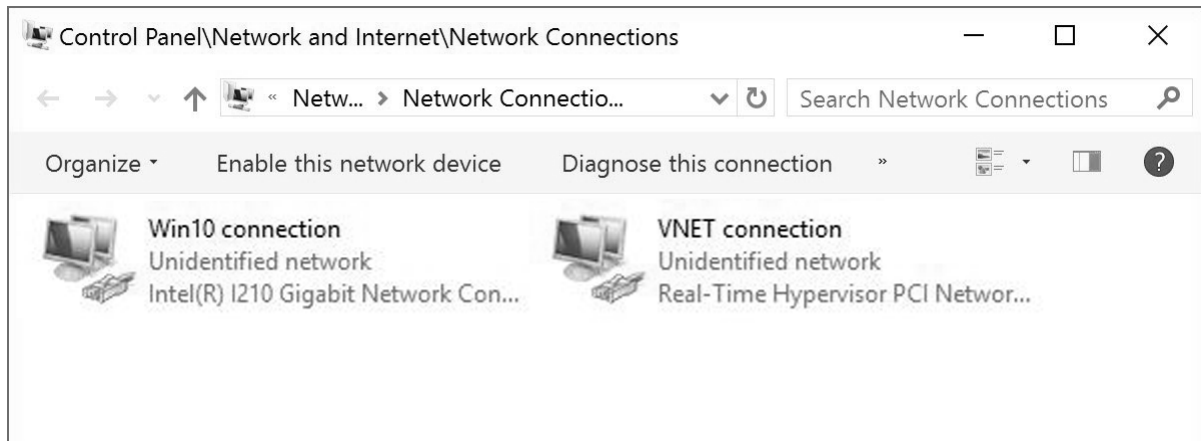 Control Panel\Network and Internet\Network Connections
« Netw... > Network Connectio... Search Network Connections
Organize Enable this network device Diagnose this connection » ?
Win10 connection VNET connection
Unidentified network Unidentified network
Intel(R) I210 Gigabit Network Con... Real-Time Hypervisor PCI Networ...